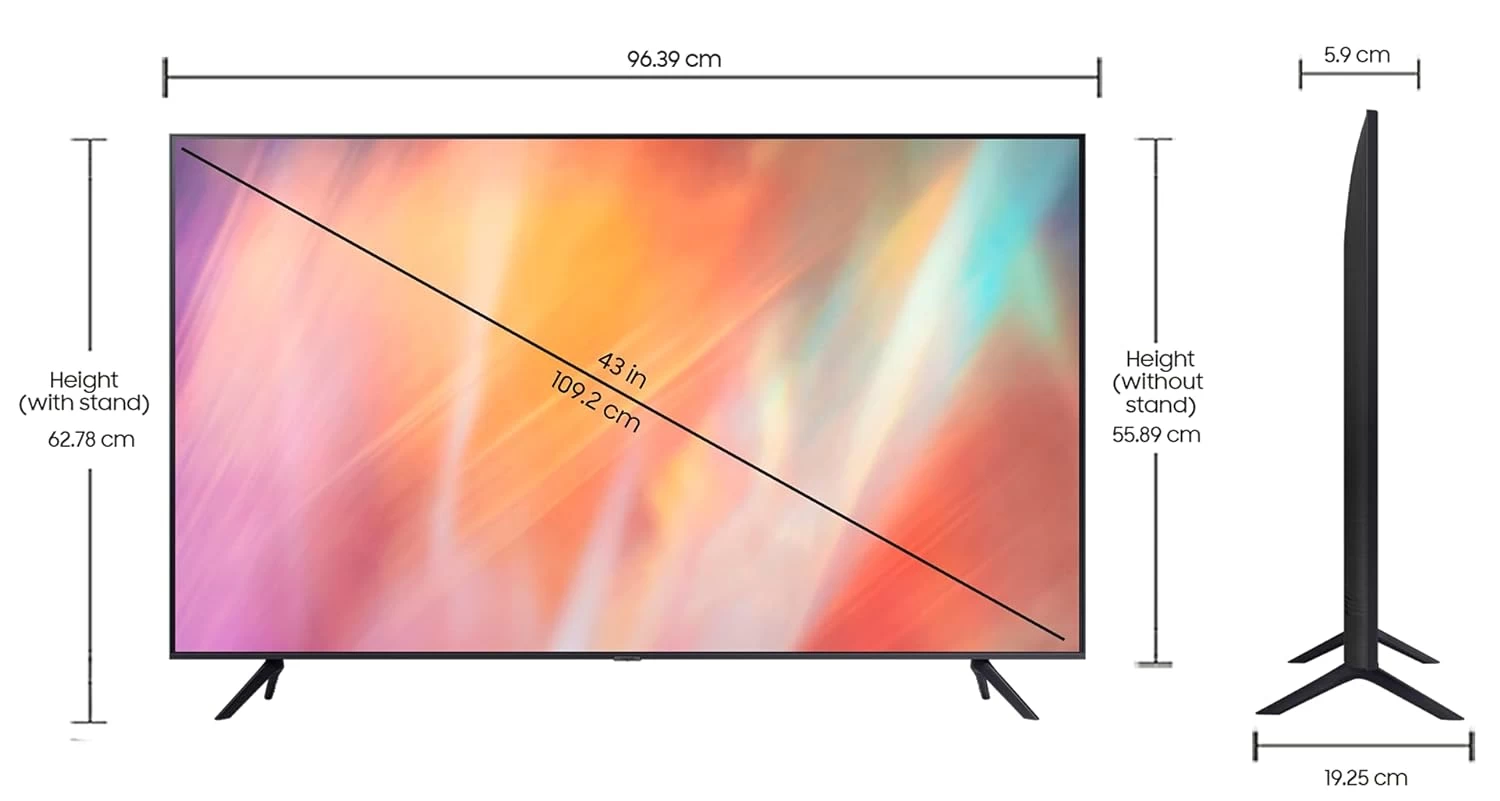 96.39 cm
5.9 cm
Height
(with stand)
62.78 cm
43 in
109.2 cm
Height
(without
stand)
55.89 cm
19.25 cm